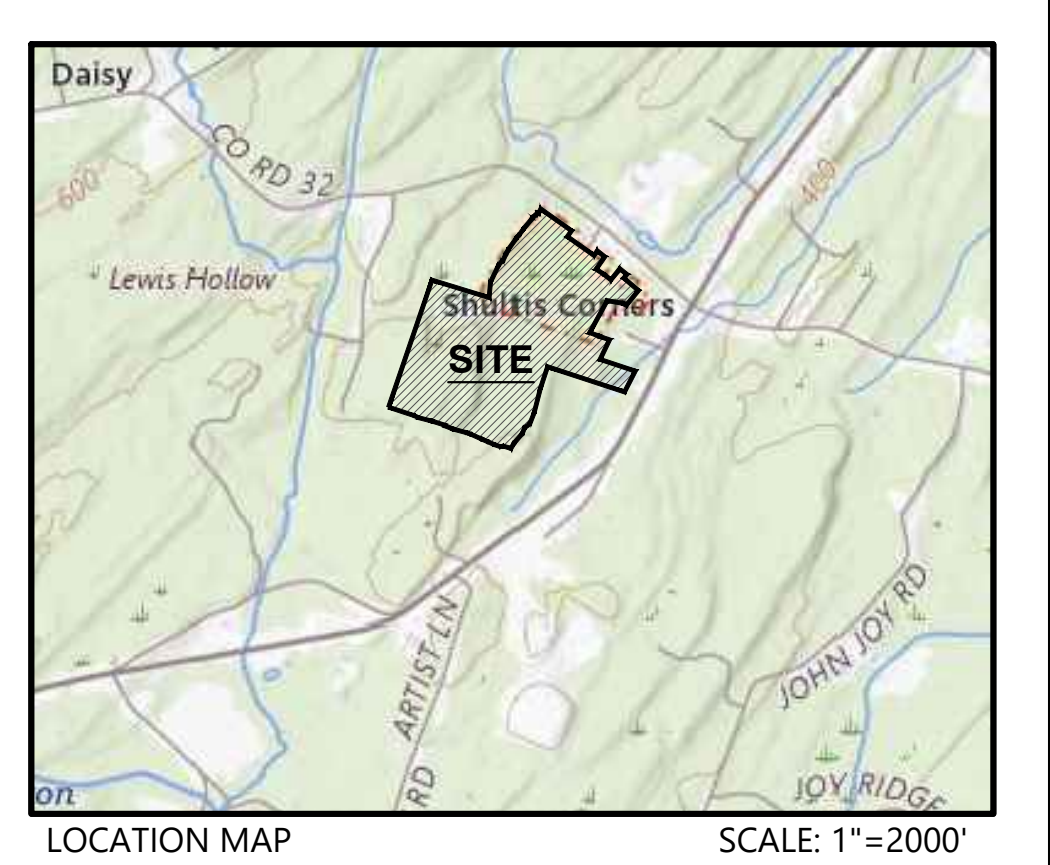 Daisy
CO RD 32
600
400
Lewis Hollow
Shultis Corners
SITE
ARTIST LN
RD
JOHN JOY RD
JOY RIDGE
on
LOCATION MAP
SCALE: 1"=2000'